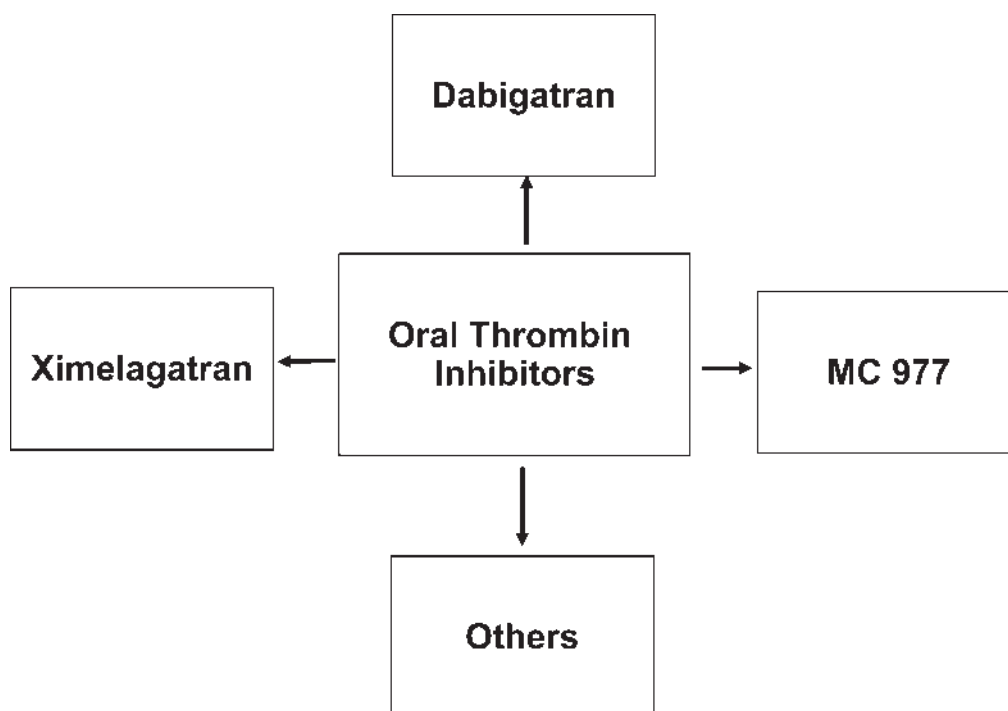 Dabigatran
Ximelagatran
Oral Thrombin
Inhibitors
MC 977
Others